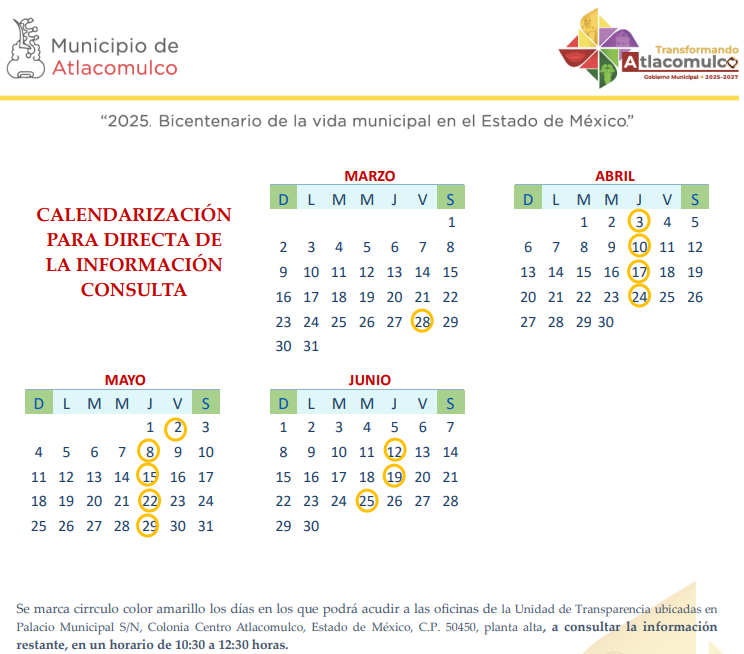 Municipio de
Atlacomulco
Transformando
Atlacomulco
Gobierno Municipal • 2025-2027
“2025. Bicentenario de la vida municipal en el Estado de México.”
CALENDARIZACIÓN
PARA DIRECTA DE
LA INFORMACIÓN
CONSULTA
MARZO
D L M M J V S
1
2 3 4 5 6 7 8
9 10 11 12 13 14 15
16 17 18 19 20 21 22
23 24 25 26 27 28 29
30 31
ABRIL
D L M M J V S
1 2 3 4 5
6 7 8 9 10 11 12
13 14 15 16 17 18 19
20 21 22 23 24 25 26
27 28 29 30
MAYO
D L M M J V S
1 2 3
4 5 6 7 8 9 10
11 12 13 14 15 16 17
18 19 20 21 22 23 24
25 26 27 28 29 30 31
JUNIO
D L M M J V S
1 2 3 4 5 6 7
8 9 10 11 12 13 14
15 16 17 18 19 20 21
22 23 24 25 26 27 28
29 30
Se marca cirrculo color amarillo los días en los que podrá acudir a las oficinas de la Unidad de Transparencia ubicadas en
Palacio Municipal S/N, Colonia Centro Atlacomulco, Estado de México, C.P. 50450, planta alta, a consultar la información
restante, en un horario de 10:30 a 12:30 horas.